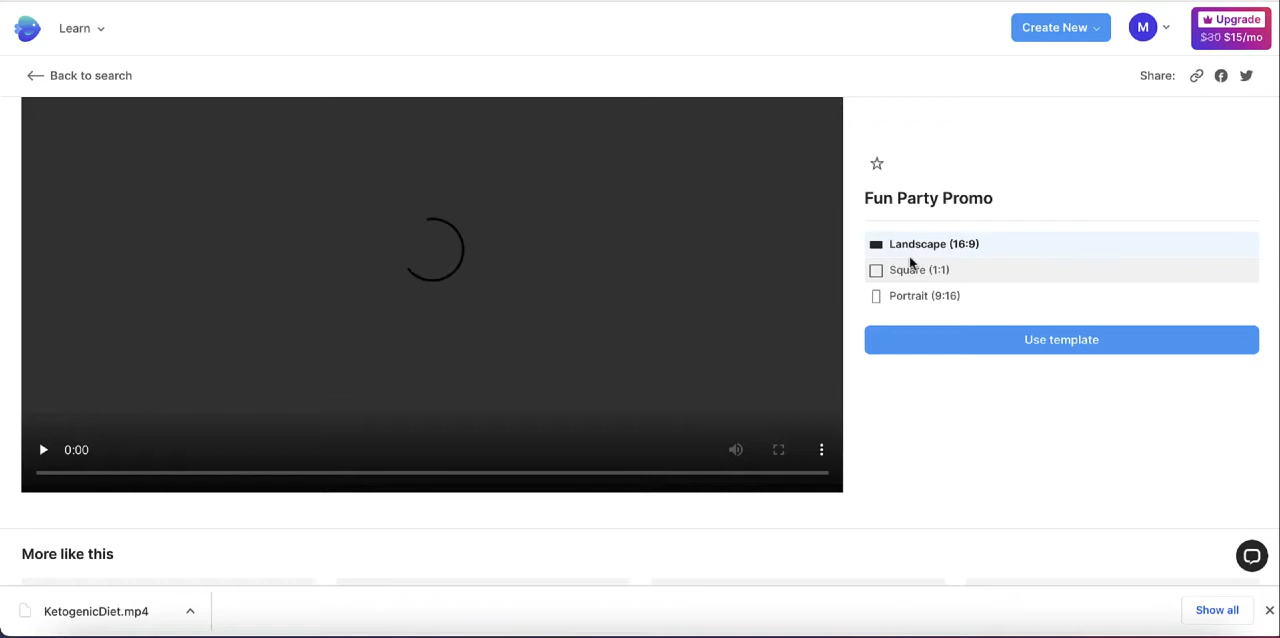 Learn
Create New
M
Upgrade
$30 $15/mo
Back to search
Share:
Fun Party Promo
Landscape (16:9)
Square (1:1)
Portrait (9:16)
Use template
0:00
More like this
KetogenicDiet.mp4
Show all